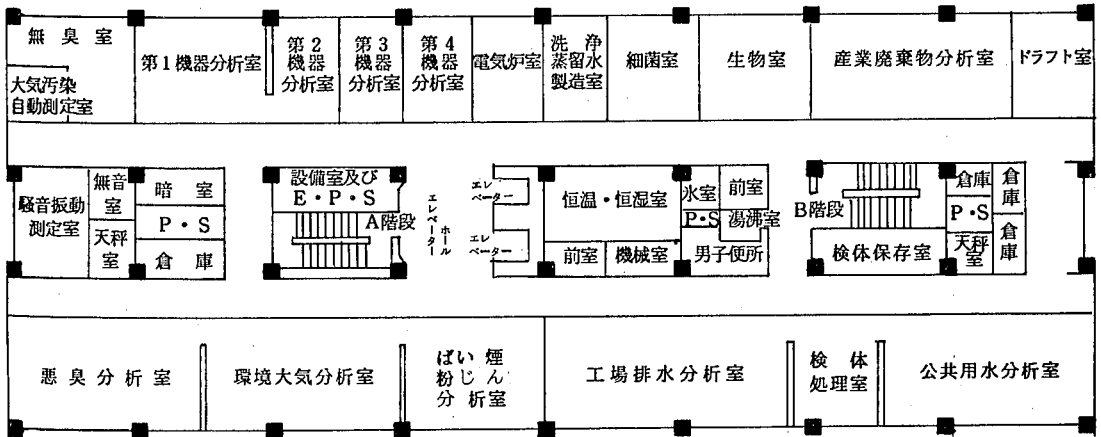 無臭室
大気汚染
自動測定室
第1機器分析室
第2
機器
分析室
第3
機器
分析室
第4
機器
分析室
電気炉室
洗浄
蒸留水
製造室
細菌室
生物室
産業廃棄物分析室
ドラフト室
騒音振動
測定室
無音室
天秤室
暗室
P・S
倉庫
設備室及び
E・P・S
A階段
エレベーター
ホール
エレ
ベーター
エレ
ベーター
恒温・恒湿室
前室
機械室
氷室
前室
P・S
湯沸室
男子便所
B階段
検体保存室
倉庫
P・S
天秤室
倉庫
倉庫
悪臭分析室
環境大気分析室
ばい煙
粉じん
分析室
工場排水分析室
検体
処理室
公共用水分析室